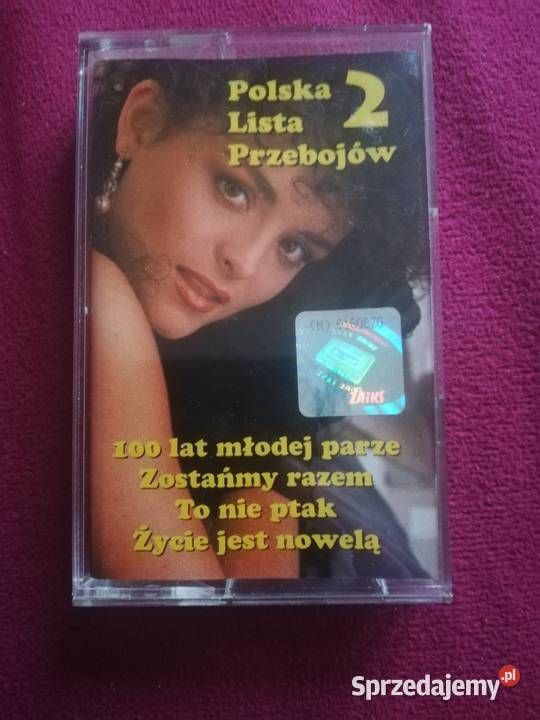 Polska 2
Lista
Przebojów
(N)
ZAiKS
100 lat młodej parze
Zostańmy razem
To nie ptak
Życie jest nowelą
Sprzedajemy.pl